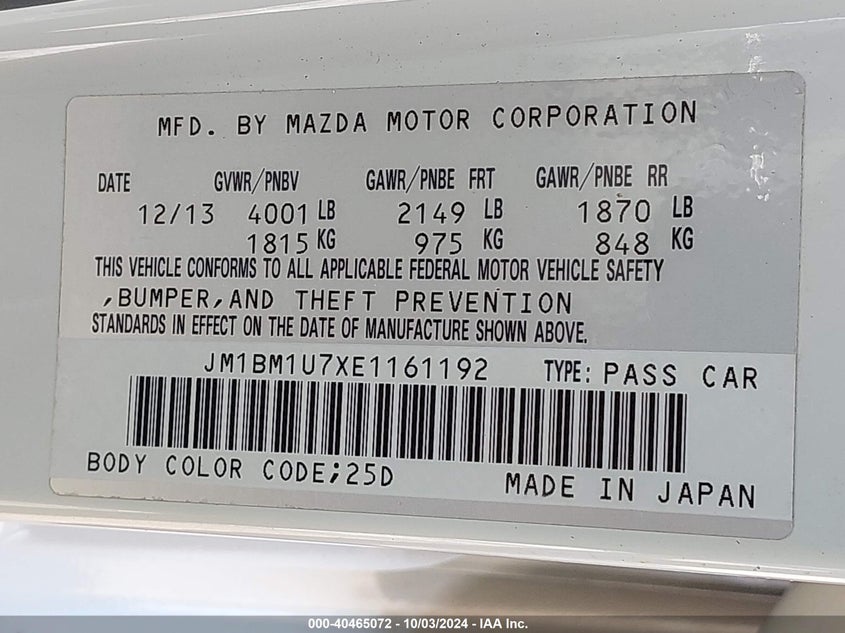 MFD. BY MAZDA MOTOR CORPORATION
DATE GVWR/PNBV GAWR/PNBE FRT GAWR/PNBE RR
12/13 4001 LB 2149 LB 1870 LB
1815 KG 975 KG 848 KG
THIS VEHICLE CONFORMS TO ALL APPLICABLE FEDERAL MOTOR VEHICLE SAFETY
,BUMPER,AND THEFT PREVENTION
STANDARDS IN EFFECT ON THE DATE OF MANUFACTURE SHOWN ABOVE.
JM1BM1U7XE1161192 TYPE: PASS CAR
BODY COLOR CODE;25D
MADE IN JAPAN
000-40465072 - 10/03/2024 - IAA Inc.